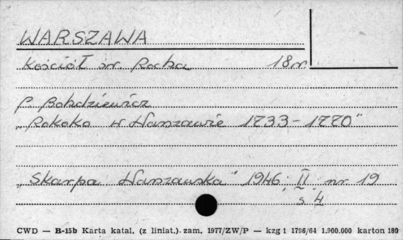 WARSZAWA
Kościół św. Rocha 18w
P. Bohdziewicz
„Rokoko w Warszawie 1733-1770"
„Skarpa Warszawska" 1946 II nr 19
s. 4
CWD — B-15b Karta katal. (z liniat.) zam. 1977/ZW/P — kzg 1 1796/64 1.900.000 karton 180